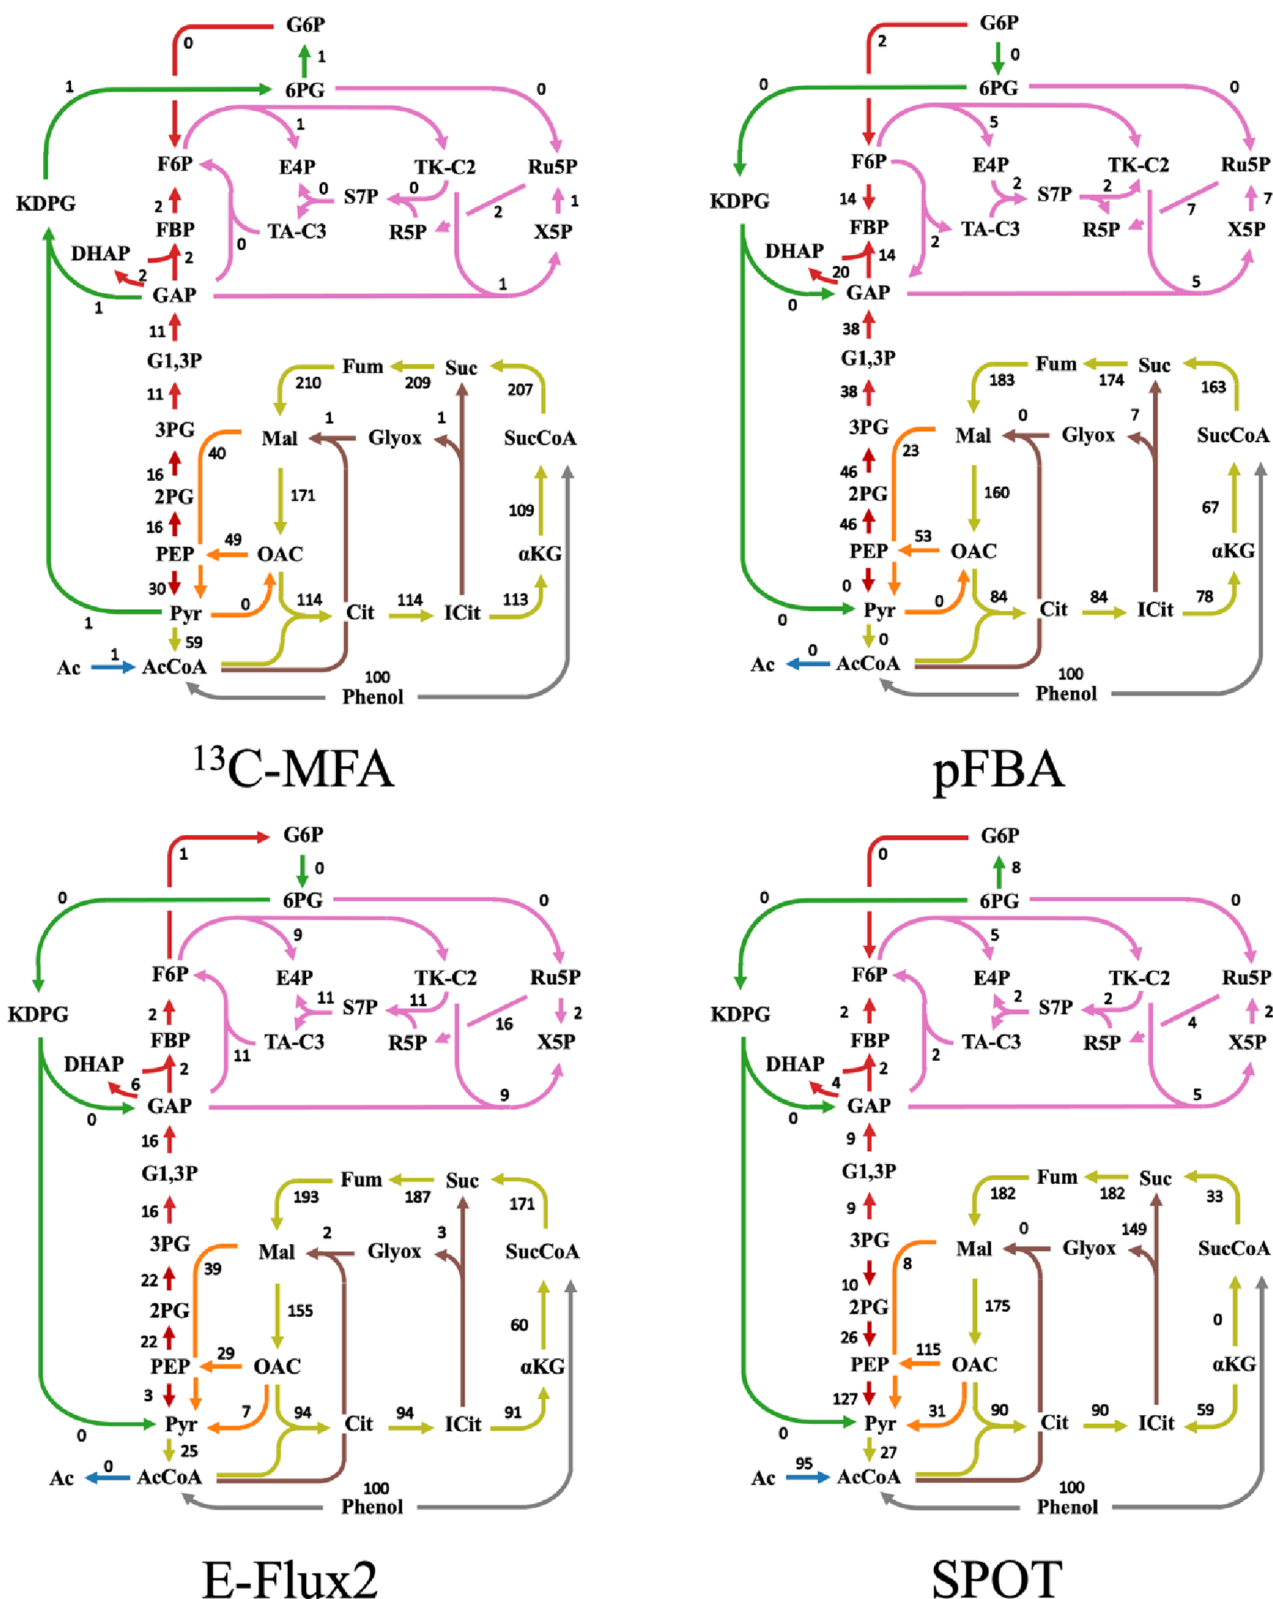 G6P
0
1
1
6PG
0
1
F6P
E4P
TK-C2
Ru5P
0
S7P
0
KDPG
2
2
1
FBP
TA-C3
R5P
X5P
DHAP
2
0
2
GAP
1
1
11
G1,3P
Fum
Suc
210
209
207
11
3PG
40
Mal
1
Glyox
1
SucCoA
16
2PG
171
109
16
PEP
49
OAC
αKG
30
Pyr
0
114
Cit
114
ICit
113
1
59
Ac
1
AcCoA
100
Phenol
13C-MFA
G6P
2
0
0
6PG
0
5
F6P
E4P
TK-C2
Ru5P
2
S7P
2
KDPG
14
7
7
FBP
TA-C3
R5P
X5P
DHAP
14
2
20
GAP
0
5
38
G1,3P
Fum
Suc
183
174
163
38
3PG
23
Mal
0
Glyox
7
SucCoA
46
2PG
160
67
46
PEP
53
OAC
αKG
0
Pyr
0
84
Cit
84
ICit
78
0
0
Ac
0
AcCoA
100
Phenol
pFBA
G6P
1
0
0
6PG
0
9
F6P
E4P
TK-C2
Ru5P
11
S7P
11
KDPG
2
16
2
FBP
TA-C3
R5P
X5P
DHAP
2
11
6
GAP
0
9
16
G1,3P
Fum
Suc
193
187
171
16
3PG
39
Mal
2
Glyox
3
SucCoA
22
2PG
155
60
22
PEP
29
OAC
αKG
3
Pyr
7
94
Cit
94
ICit
91
0
25
Ac
0
AcCoA
100
Phenol
E-Flux2
G6P
0
8
0
6PG
0
5
F6P
E4P
TK-C2
Ru5P
2
S7P
2
KDPG
2
4
2
FBP
TA-C3
R5P
X5P
DHAP
2
2
4
GAP
0
5
9
G1,3P
Fum
Suc
182
182
33
9
3PG
8
Mal
0
Glyox
149
SucCoA
10
2PG
175
0
26
PEP
115
OAC
αKG
127
Pyr
31
90
Cit
90
ICit
59
0
27
Ac
95
AcCoA
100
Phenol
SPOT